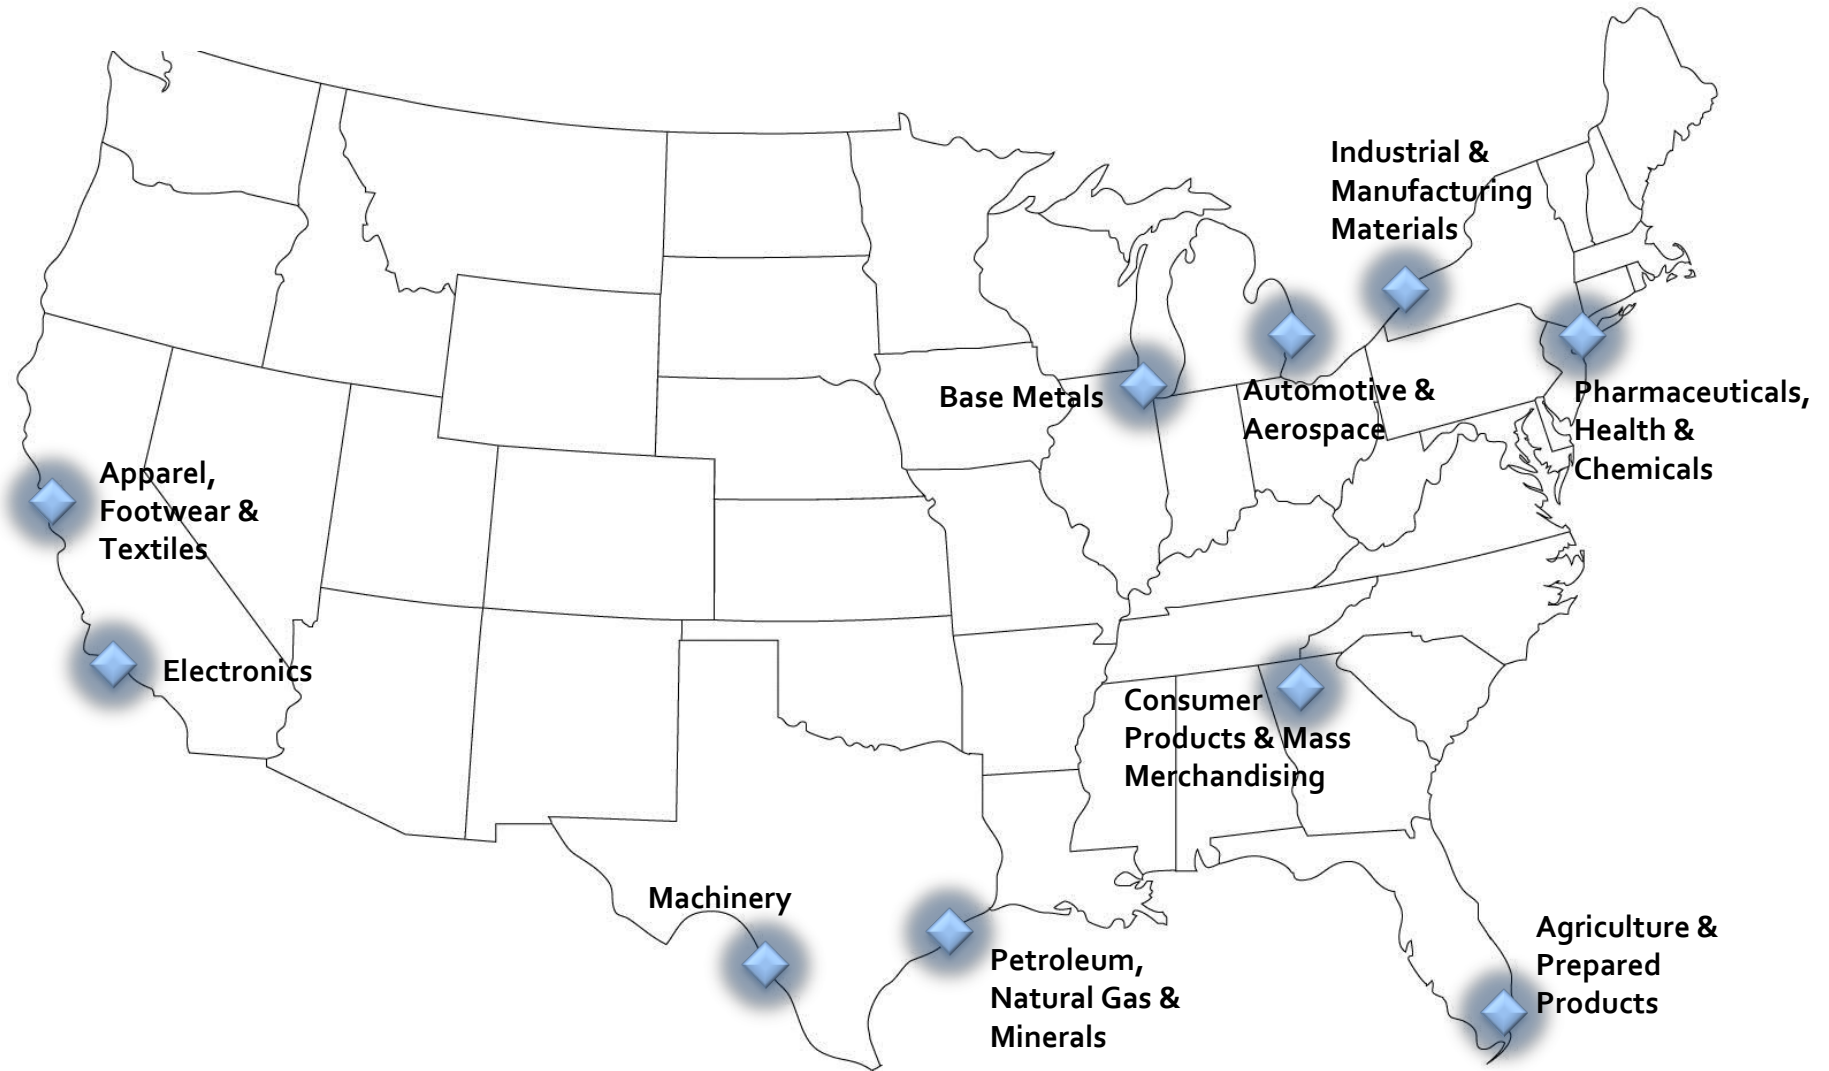 Industrial &
Manufacturing
Materials
Base Metals
Automotive &
Aerospace
Pharmaceuticals,
Health &
Chemicals
Apparel,
Footwear &
Textiles
Electronics
Consumer
Products & Mass
Merchandising
Machinery
Petroleum,
Natural Gas &
Minerals
Agriculture &
Prepared
Products